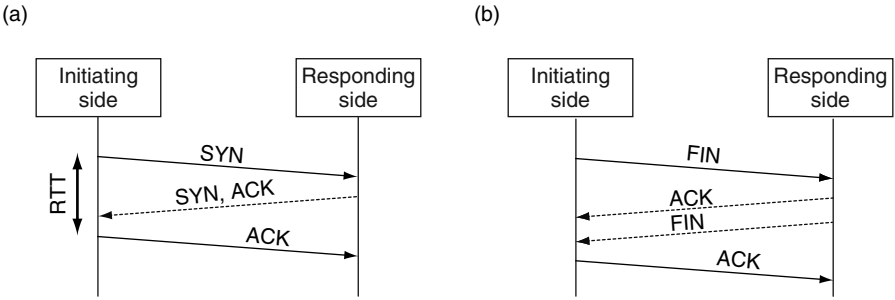 (a)
Initiating
side
Responding
side
SYN
SYN, ACK
ACK
RTT
(b)
Initiating
side
Responding
side
FIN
ACK
FIN
ACK